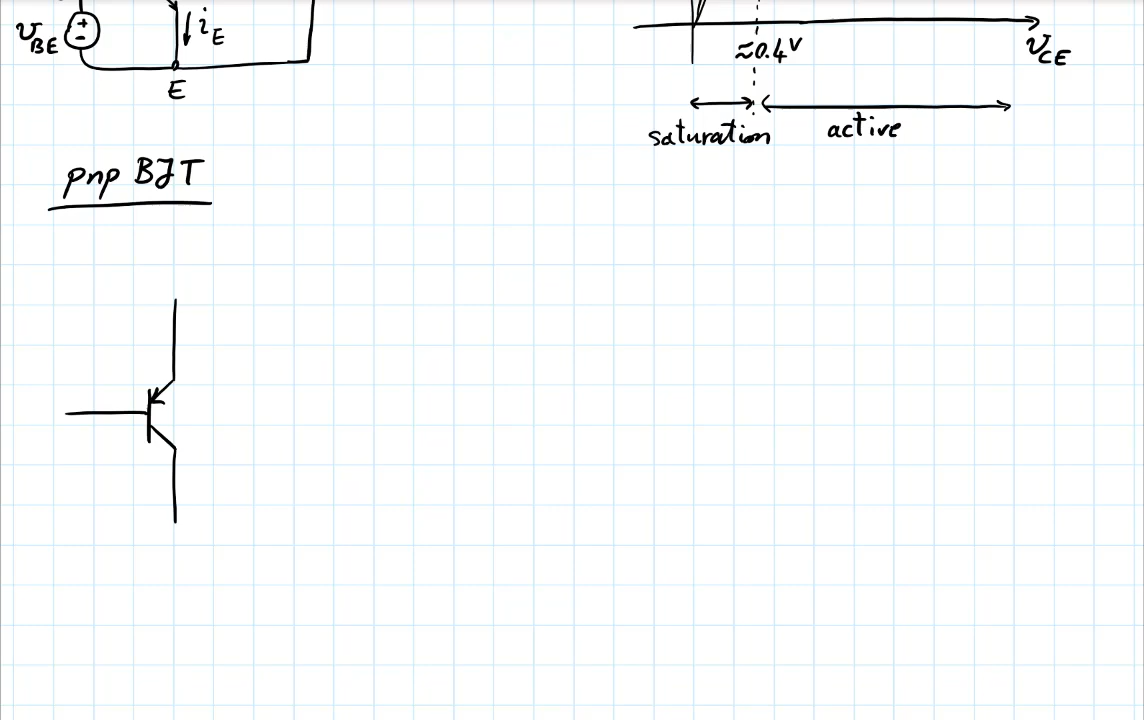 v_BE
+
-
i_E
E
≈0.4V
v_CE
saturation
active
pnp BJT